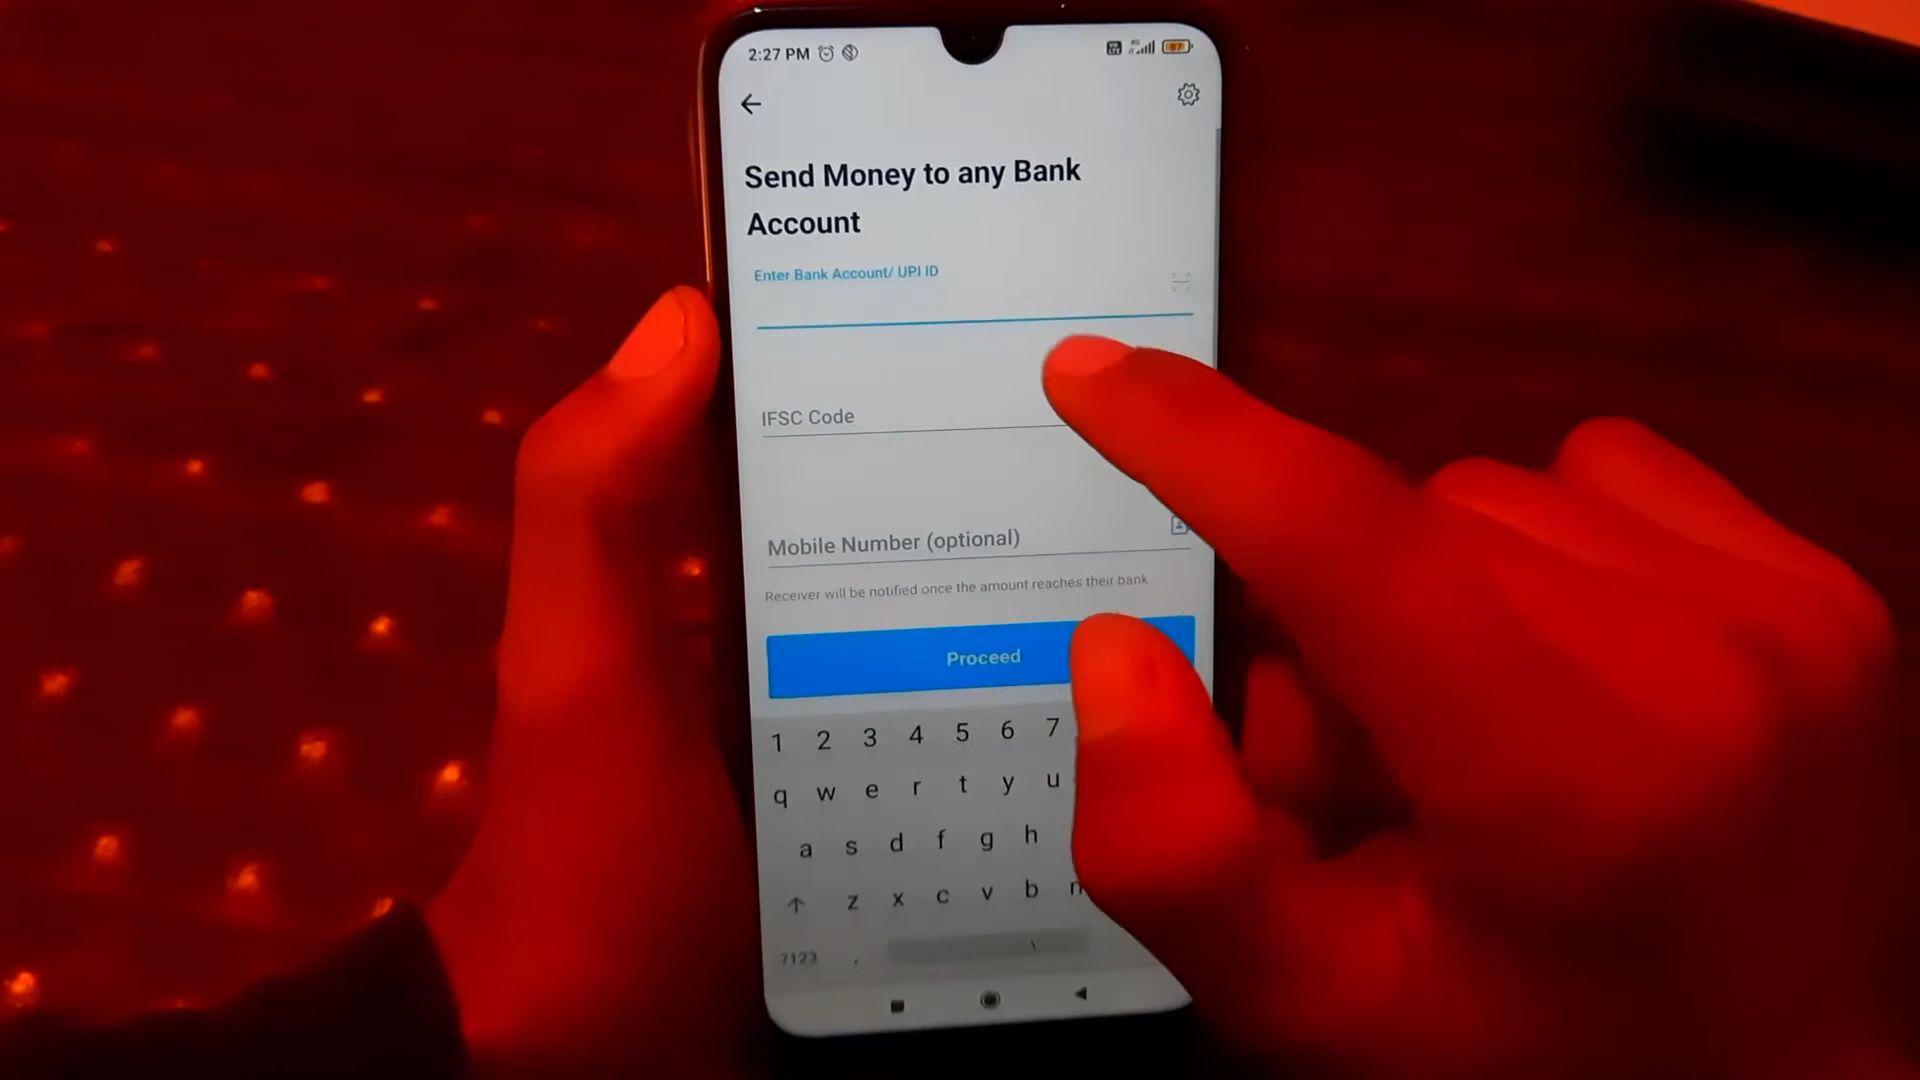 2:27 PM
Send Money to any Bank
Account
Enter Bank Account/ UPI ID
IFSC Code
Mobile Number (optional)
Receiver will be notified once the amount reaches their bank
Proceed
1 2 3 4 5 6 7
q w e r t y u
a s d f g h
z x c v b n
?123 ,